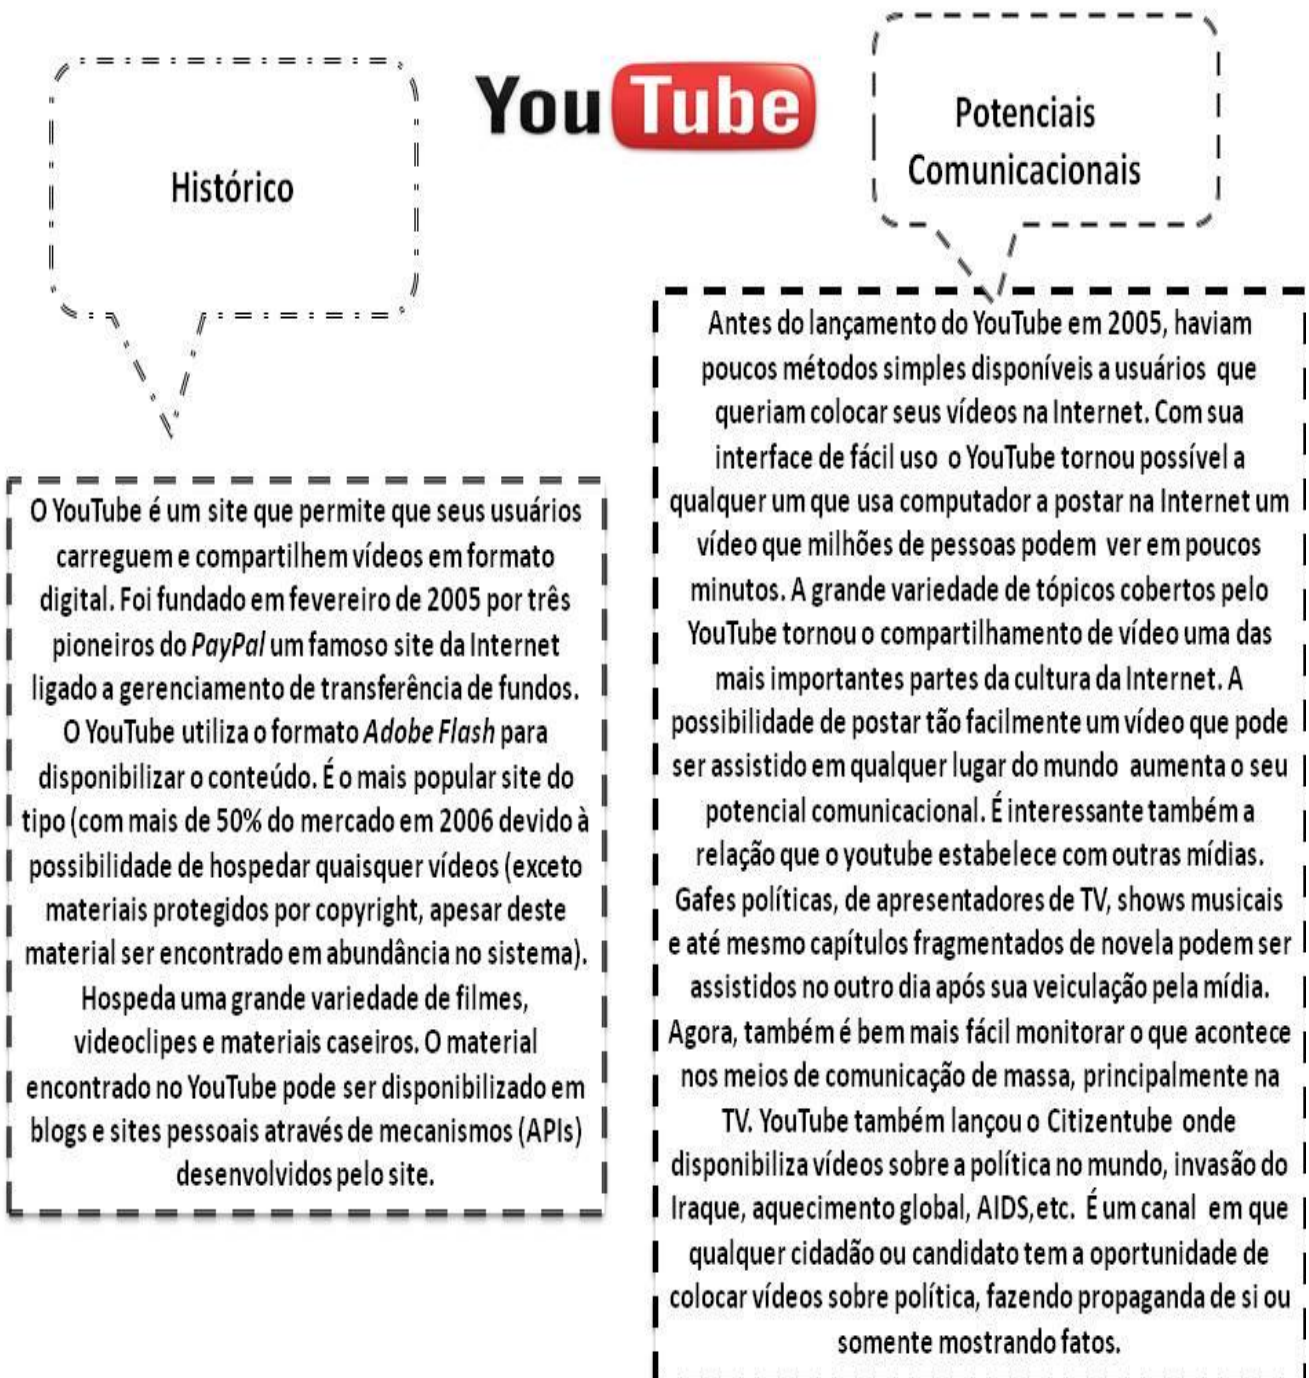 YouTube
Histórico
O YouTube é um site que permite que seus usuários
carreguem e compartilhem vídeos em formato
digital. Foi fundado em fevereiro de 2005 por três
pioneiros do PayPal um famoso site da Internet
ligado a gerenciamento de transferência de fundos.
O YouTube utiliza o formato Adobe Flash para
disponibilizar o conteúdo. É o mais popular site do
tipo (com mais de 50% do mercado em 2006 devido à
possibilidade de hospedar quaisquer vídeos (exceto
materiais protegidos por copyright, apesar deste
material ser encontrado em abundância no sistema).
Hospeda uma grande variedade de filmes,
videoclipes e materiais caseiros. O material
encontrado no YouTube pode ser disponibilizado em
blogs e sites pessoais através de mecanismos (APIs)
desenvolvidos pelo site.
Potenciais
Comunicacionais
Antes do lançamento do YouTube em 2005, haviam
poucos métodos simples disponíveis a usuários que
queriam colocar seus vídeos na Internet. Com sua
interface de fácil uso o YouTube tornou possível a
qualquer um que usa computador a postar na Internet um
vídeo que milhões de pessoas podem ver em poucos
minutos. A grande variedade de tópicos cobertos pelo
YouTube tornou o compartilhamento de vídeo uma das
mais importantes partes da cultura da Internet. A
possibilidade de postar tão facilmente um vídeo que pode
ser assistido em qualquer lugar do mundo aumenta o seu
potencial comunicacional. É interessante também a
relação que o youtube estabelece com outras mídias.
Gafes políticas, de apresentadores de TV, shows musicais
e até mesmo capítulos fragmentados de novela podem ser
assistidos no outro dia após sua veiculação pela mídia.
Agora, também é bem mais fácil monitorar o que acontece
nos meios de comunicação de massa, principalmente na
TV. YouTube também lançou o Citizentube onde
disponibiliza vídeos sobre a política no mundo, invasão do
Iraque, aquecimento global, AIDS,etc. É um canal em que
qualquer cidadão ou candidato tem a oportunidade de
colocar vídeos sobre política, fazendo propaganda de si ou
somente mostrando fatos.